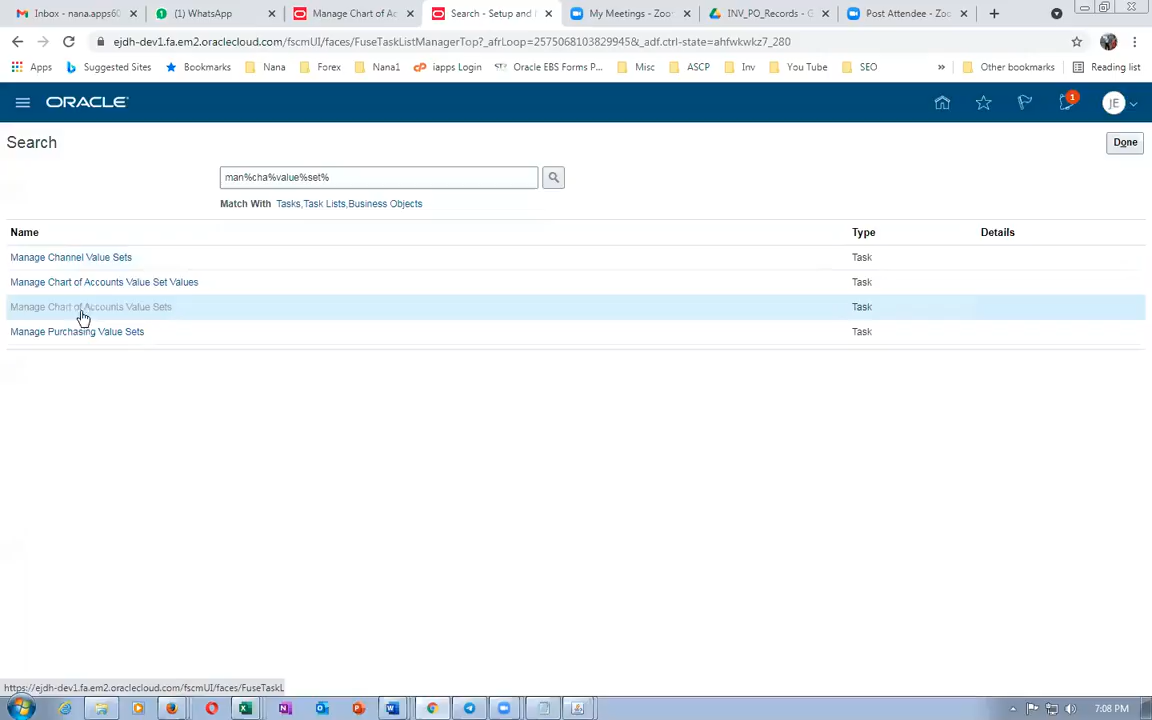 Inbox - nana.apps60
(1) WhatsApp
Manage Chart of Ac
Search - Setup and
My Meetings - Zoo
INV_PO_Records - G
Post Attendee - Zoo
ejdh-dev1.fa.em2.oraclecloud.com/fscmUI/faces/FuseTaskListManagerTop?_afrLoop=2575068103829945&_adf.ctrl-state=ahfwkwkz7_280
Apps
Suggested Sites
Bookmarks
Nana
Forex
Nana1
iapps Login
Oracle EBS Forms P...
Misc
ASCP
Inv
You Tube
SEO
»
Other bookmarks
Reading list
ORACLE
1
JE
Search
Done
man%cha%value%set%
Match With Tasks,Task Lists,Business Objects
Name Type Details
Manage Channel Value Sets Task
Manage Chart of Accounts Value Set Values Task
Manage Chart of Accounts Value Sets Task
Manage Purchasing Value Sets Task
https://ejdh-dev1.fa.em2.oraclecloud.com/fscmUI/faces/FuseTaskL
7:08 PM